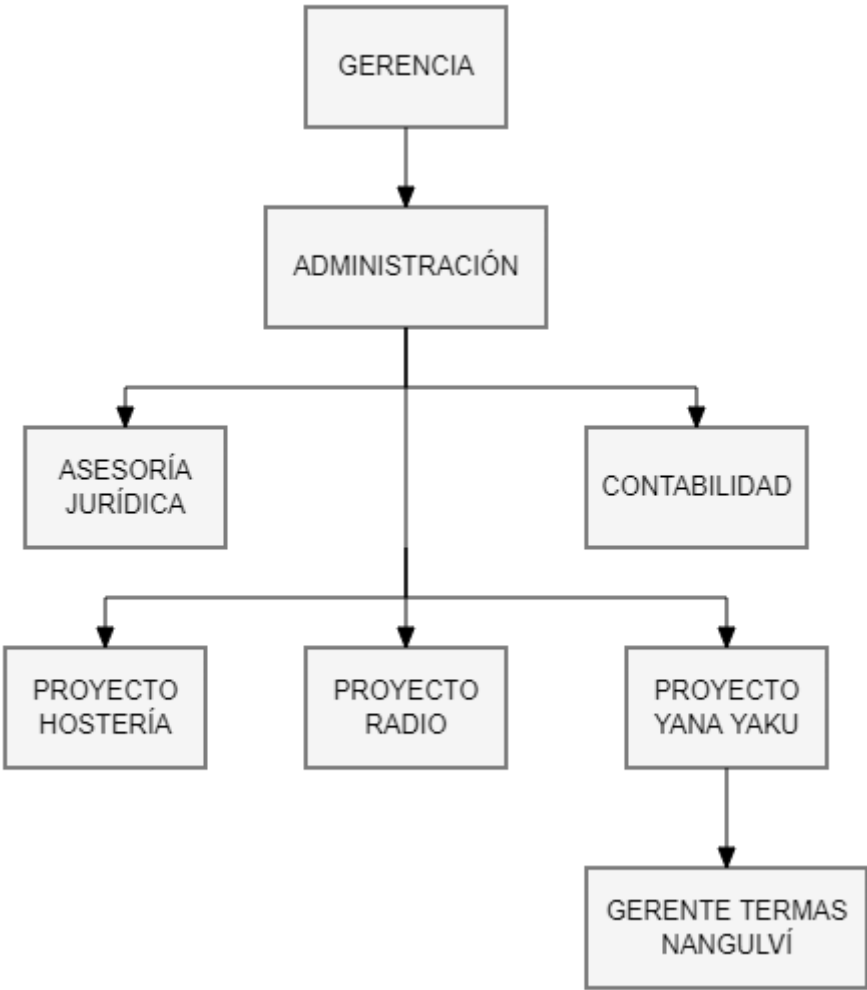 GERENCIA
ADMINISTRACIÓN
ASESORÍA
JURÍDICA
CONTABILIDAD
PROYECTO
HOSTERÍA
PROYECTO
RADIO
PROYECTO
YANA YAKU
GERENTE TERMAS
NANGULVÍ